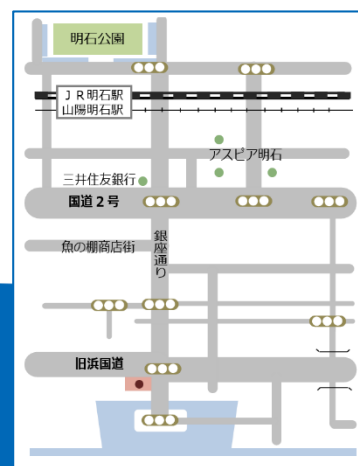 明石公園
ＪＲ明石駅
山陽明石駅
アスピア明石
三井住友銀行
国道２号
銀座通り
魚の棚商店街
旧浜国道